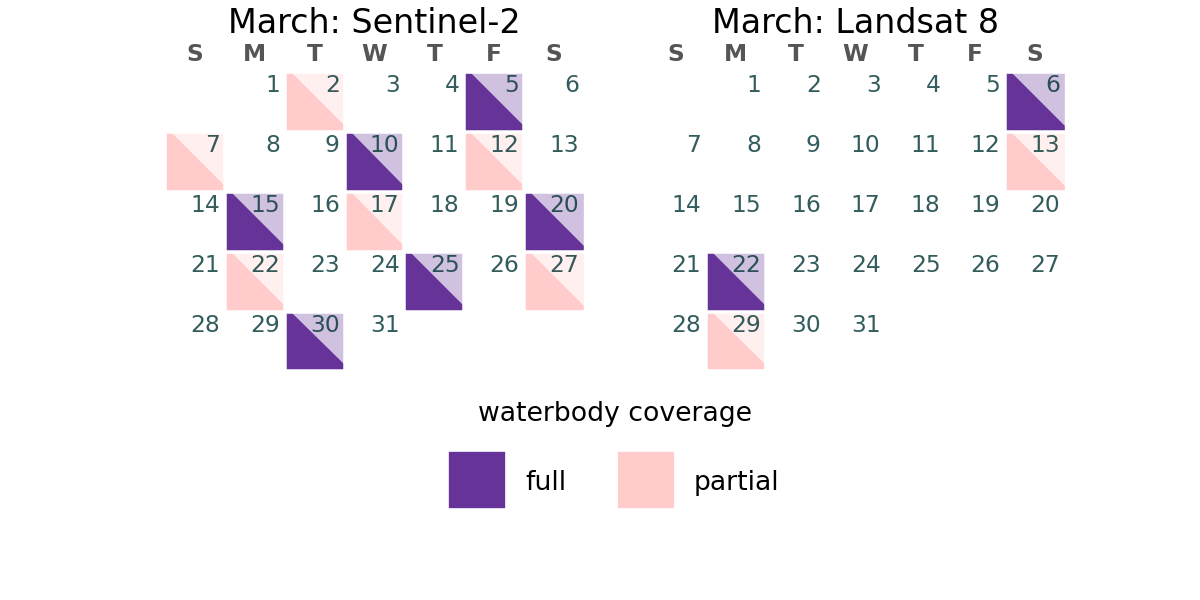 March: Sentinel-2
S M T W T F S
1 2 3 4 5 6
7 8 9 10 11 12 13
14 15 16 17 18 19 20
21 22 23 24 25 26 27
28 29 30 31
March: Landsat 8
S M T W T F S
1 2 3 4 5 6
7 8 9 10 11 12 13
14 15 16 17 18 19 20
21 22 23 24 25 26 27
28 29 30 31
waterbody coverage
full partial